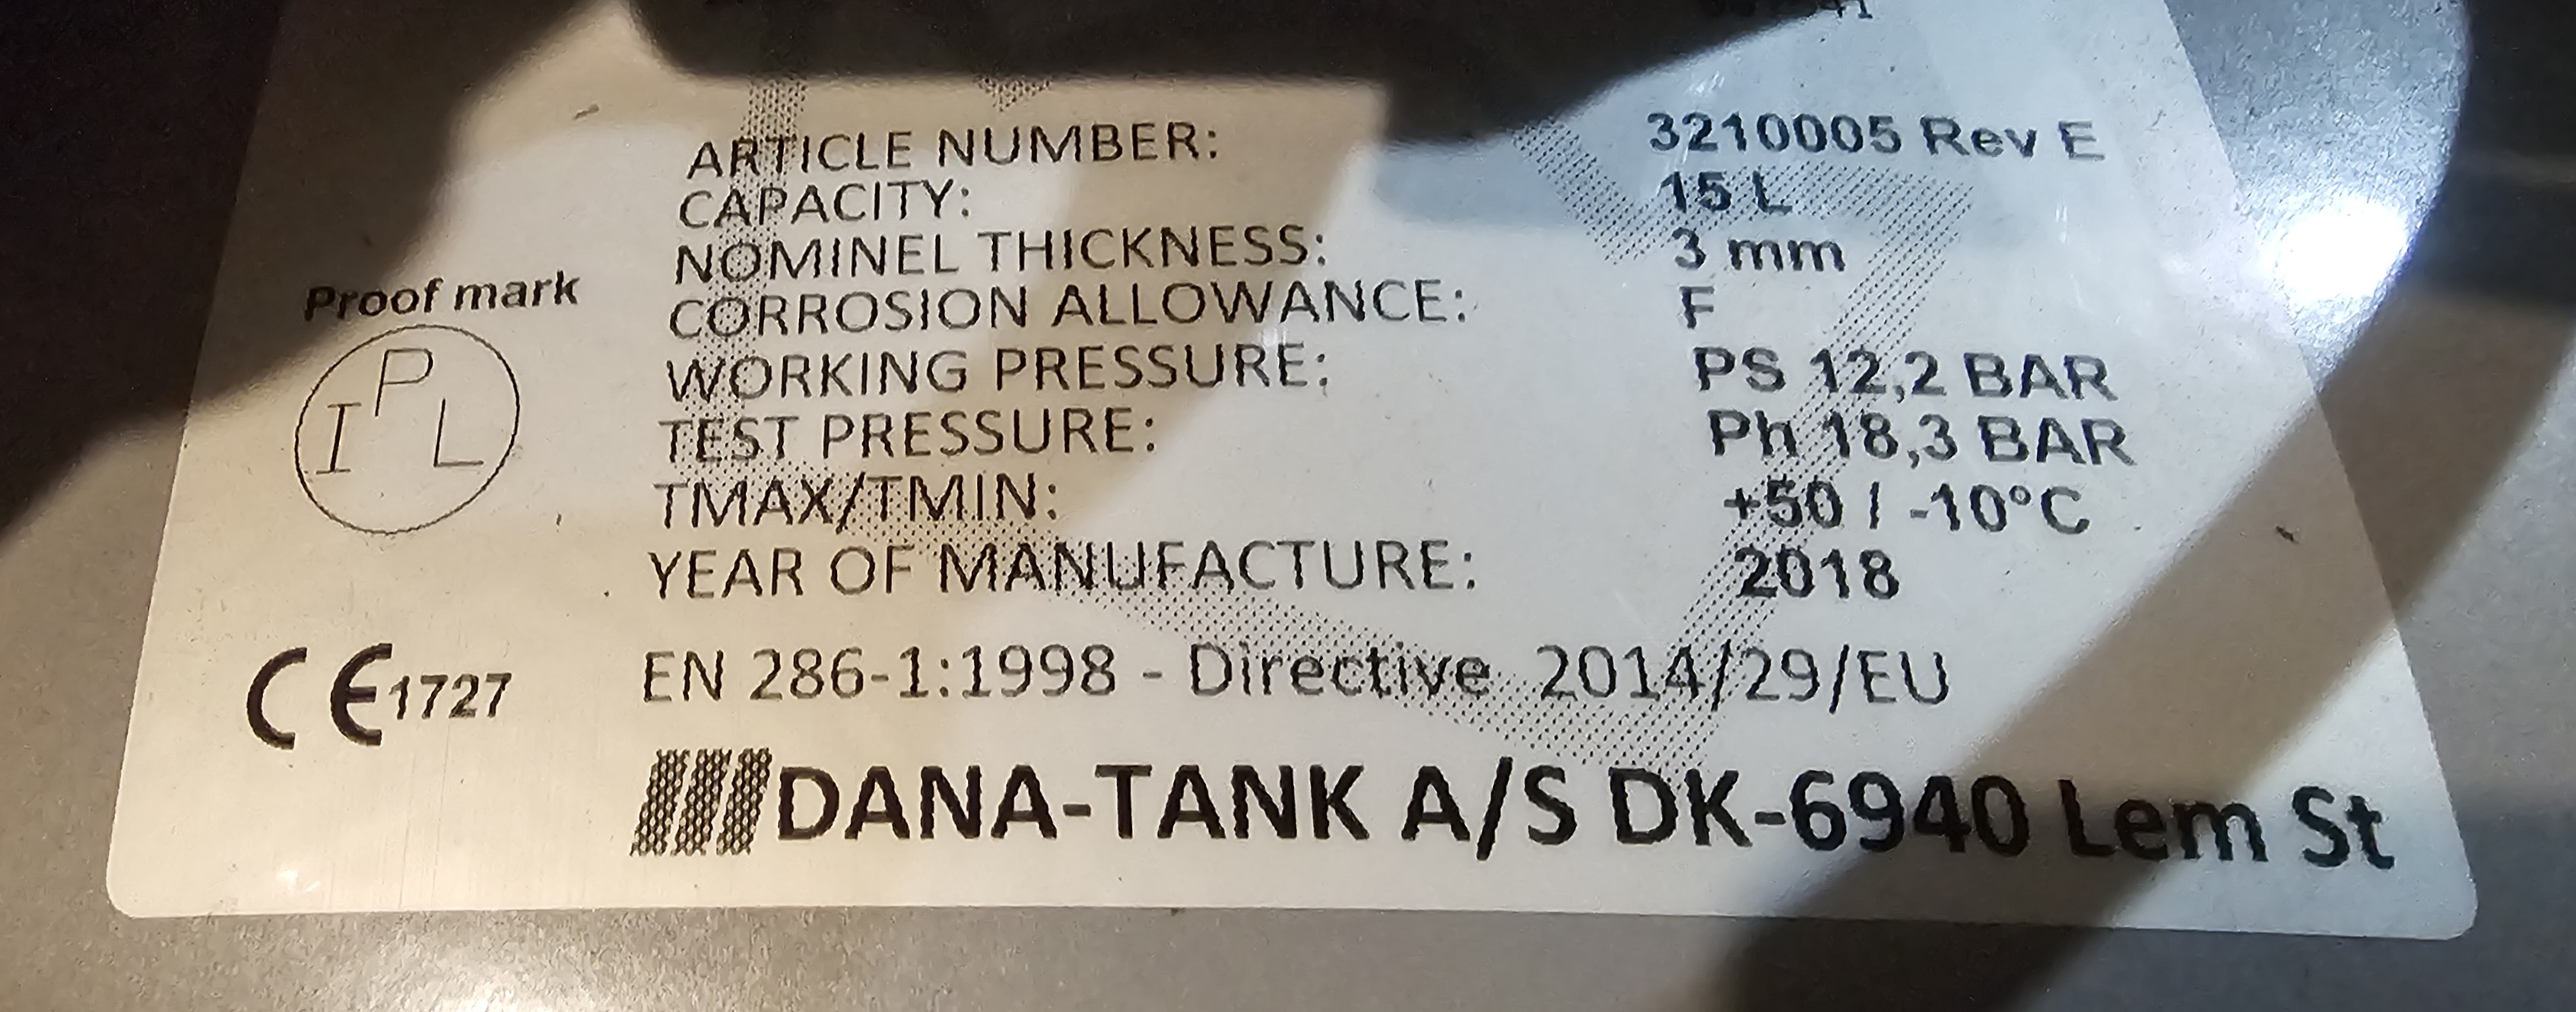 ARTICLE NUMBER: 3210005 Rev E
CAPACITY: 15 L
NOMINEL THICKNESS: 3 mm
CORROSION ALLOWANCE: F
WORKING PRESSURE: PS 12,2 BAR
TEST PRESSURE: Ph 18,3 BAR
TMAX/TMIN: +50 / -10°C
YEAR OF MANUFACTURE: 2018
Proof mark
IPL
CE 1727
EN 286-1:1998 - Directive 2014/29/EU
DANA-TANK A/S DK-6940 Lem St